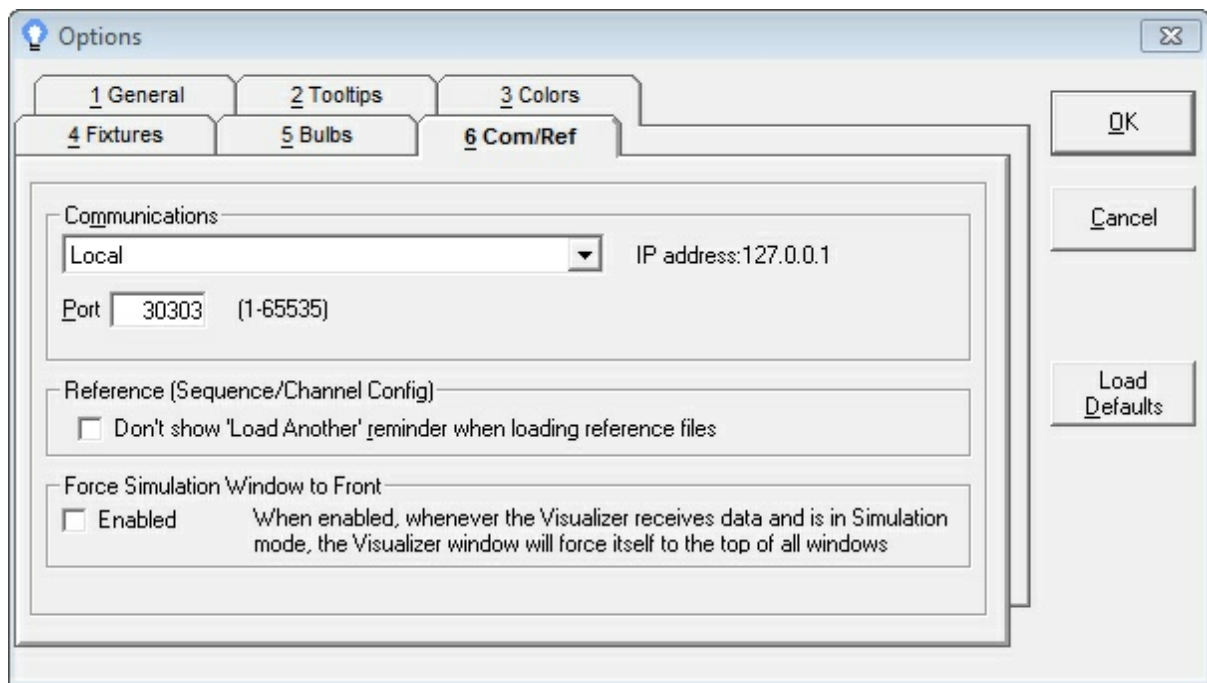 Options
1 General
2 Tooltips
3 Colors
4 Fixtures
5 Bulbs
6 Com/Ref
OK
Cancel
Load
Defaults
Communications
Local
IP address:127.0.0.1
Port 30303 (1-65535)
Reference (Sequence/Channel Config)
Don't show 'Load Another' reminder when loading reference files
Force Simulation Window to Front
Enabled
When enabled, whenever the Visualizer receives data and is in Simulation
mode, the Visualizer window will force itself to the top of all windows